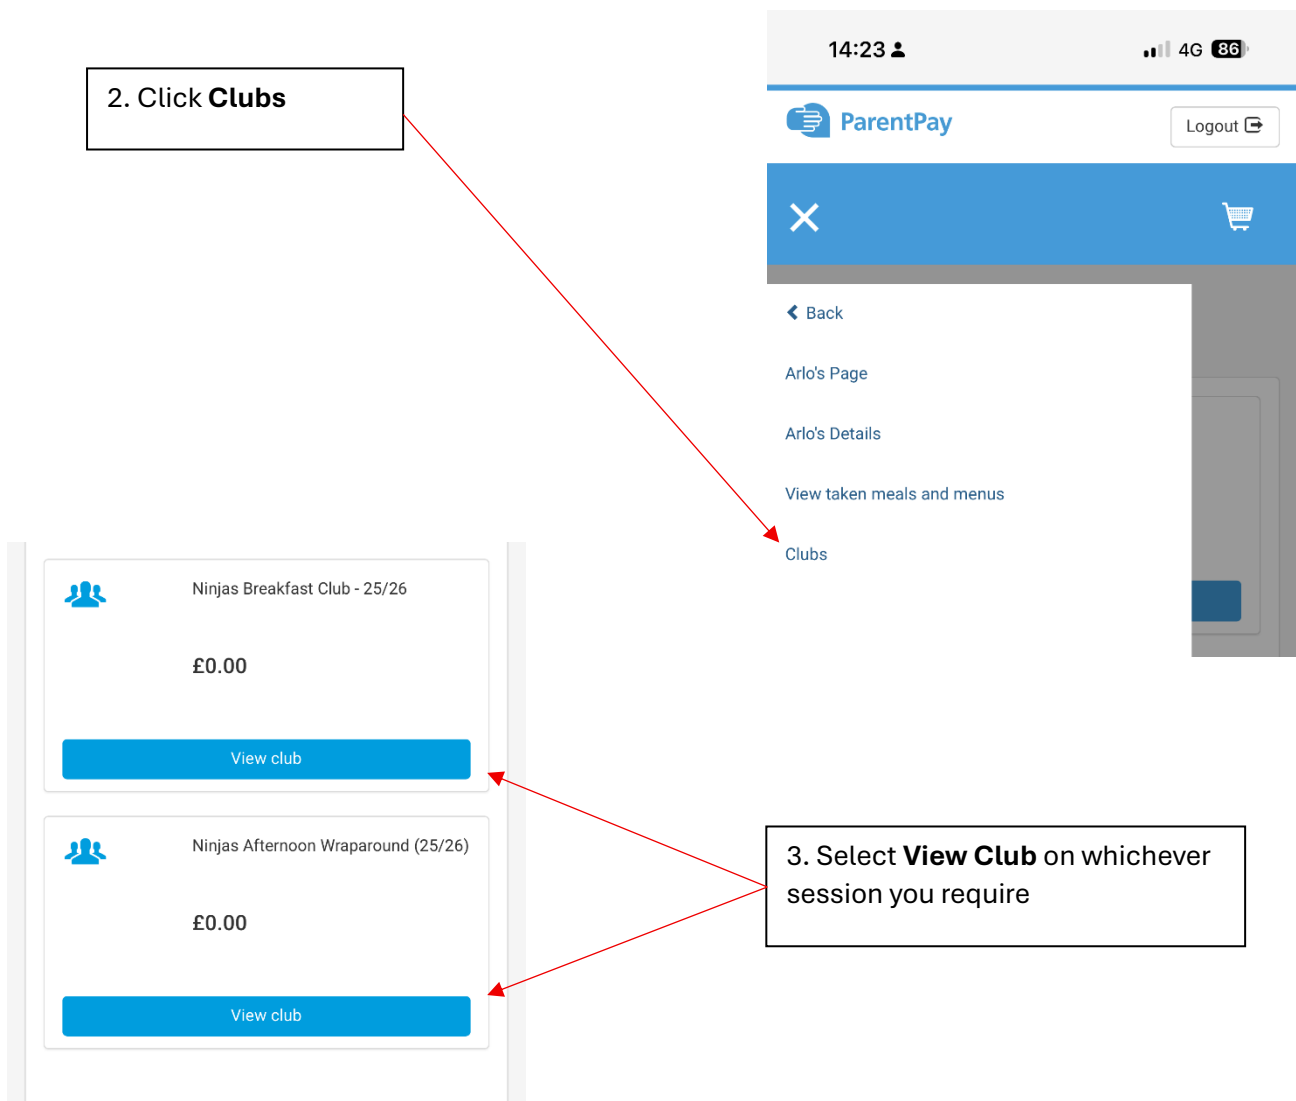 14:23
4G 86
2. Click Clubs
ParentPay
Logout
Back
Arlo's Page
Arlo's Details
View taken meals and menus
Clubs
Ninjas Breakfast Club - 25/26
£0.00
View club
Ninjas Afternoon Wraparound (25/26)
£0.00
View club
3. Select View Club on whichever
session you require